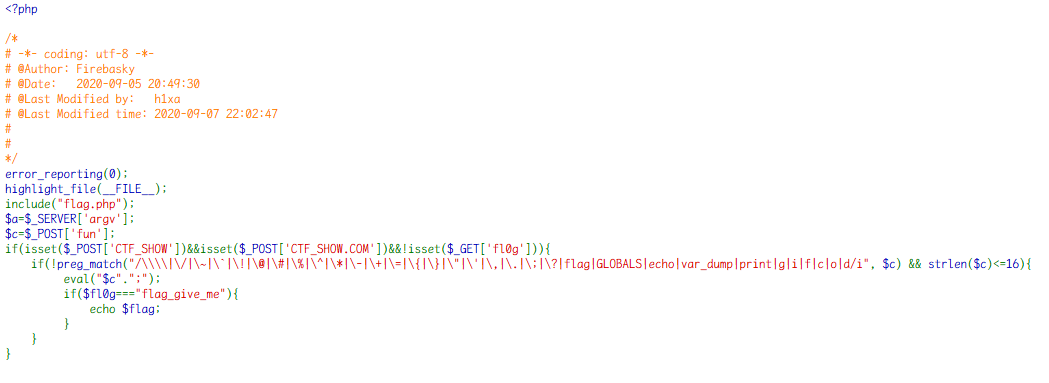 <?php
/*
# -*- coding: utf-8 -*-
# @Author: Firebasky
# @Date:   2020-09-05 20:49:30
# @Last Modified by:   h1xa
# @Last Modified time: 2020-09-07 22:02:47
#
#
*/
error_reporting(0);
highlight_file(__FILE__);
include("flag.php");
$a=$_SERVER['argv'];
$c=$_POST['fun'];
if(isset($_POST['CTF_SHOW'])&&isset($_POST['CTF_SHOW.COM'])&&!isset($_GET['fl0g'])){
    if(!preg_match("/\\\\|\/|\~|\`|\!|\@|\#|\%|\^|\*|\-|\+|\=|\{|\}|\"|\'|\,|\.|\;|\?|flag|GLOBALS|echo|var_dump|print|g|i|f|c|o|d/i", $c) && strlen($c)<=16){
        eval("$c".";");
        if($fl0g==="flag_give_me"){
            echo $flag;
        }
    }
}